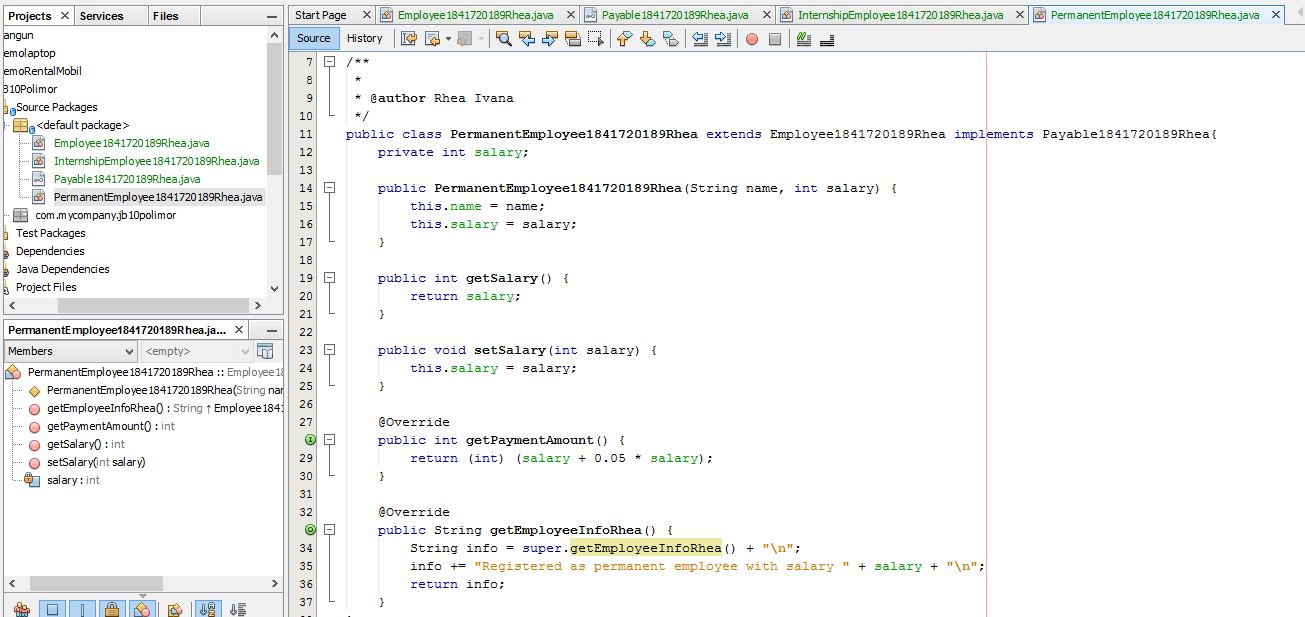 Projects
Services
Files
angun
emolaptop
emoRentalMobil
B10Polimor
Source Packages
<default package>
Employee1841720189Rhea.java
InternshipEmployee1841720189Rhea.java
Payable1841720189Rhea.java
PermanentEmployee1841720189Rhea.java
com.mycompany.jb10polimor
Test Packages
Dependencies
Java Dependencies
Project Files
PermanentEmployee1841720189Rhea.ja...
Members
<empty>
PermanentEmployee1841720189Rhea :: Employee18
PermanentEmployee1841720189Rhea(String nar
getEmployeeInfoRhea() : String ↑ Employee1841
getPaymentAmount() : int
getSalary() : int
setSalary(int salary)
salary : int
Start Page
Employee1841720189Rhea.java
Payable1841720189Rhea.java
InternshipEmployee1841720189Rhea.java
PermanentEmployee1841720189Rhea.java
Source
History
7 /**
8 *
9 * @author Rhea Ivana
10 */
11 public class PermanentEmployee1841720189Rhea extends Employee1841720189Rhea implements Payable1841720189Rhea{
12 private int salary;
13
14 public PermanentEmployee1841720189Rhea(String name, int salary) {
15 this.name = name;
16 this.salary = salary;
17 }
18
19 public int getSalary() {
20 return salary;
21 }
22
23 public void setSalary(int salary) {
24 this.salary = salary;
25 }
26
27 @Override
public int getPaymentAmount() {
29 return (int) (salary + 0.05 * salary);
30 }
31
32 @Override
public String getEmployeeInfoRhea() {
34 String info = super.getEmployeeInfoRhea() + "\n";
35 info += "Registered as permanent employee with salary " + salary + "\n";
36 return info;
37 }